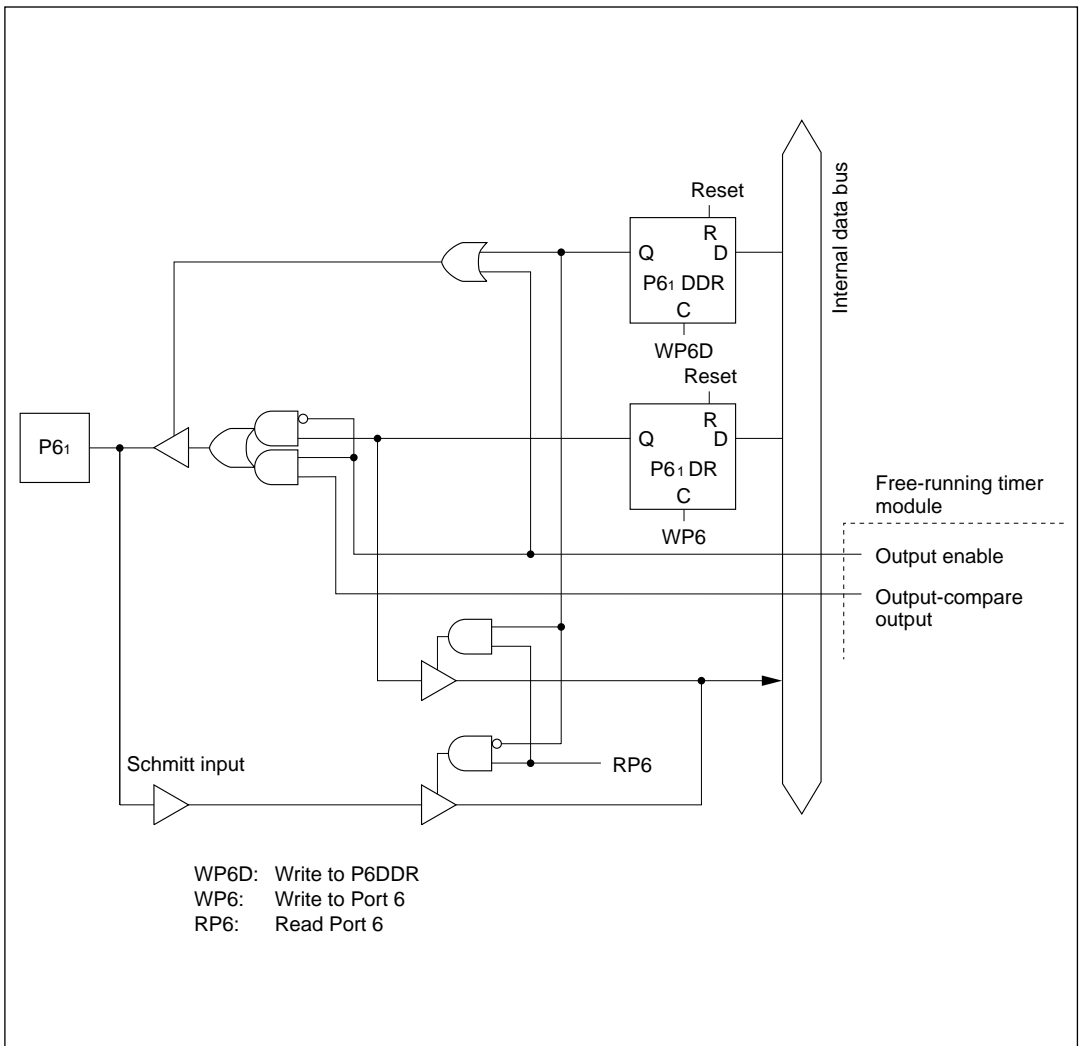 Reset
R
Q D
P6₁ DDR
C
WP6D
Internal data bus
Reset
R
P6₁
Q D
P6₁ DR
C
WP6
Free-running timer
module
Output enable
Output-compare
output
Schmitt input
RP6
WP6D: Write to P6DDR
WP6: Write to Port 6
RP6: Read Port 6